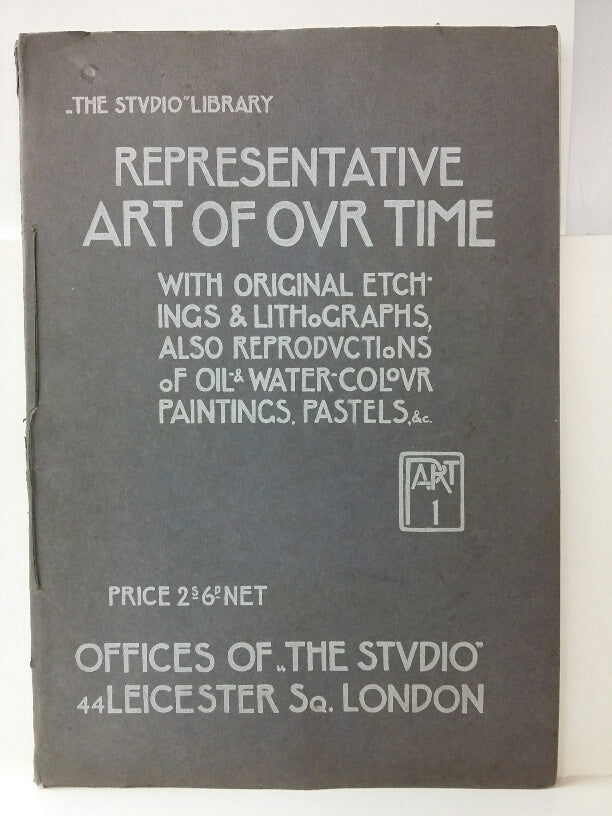 „THE STVDIO" LIBRARY
REPRESENTATIVE
ART OF OVR TIME
WITH ORIGINAL ETCH-
INGS & LITHOGRAPHS,
ALSO REPRODVCTIONS
OF OIL-& WATER-COLOVR
PAINTINGS, PASTELS, &c.
PART
1
PRICE 2S 6D NET
OFFICES OF „THE STVDIO"
44 LEICESTER SQ. LONDON